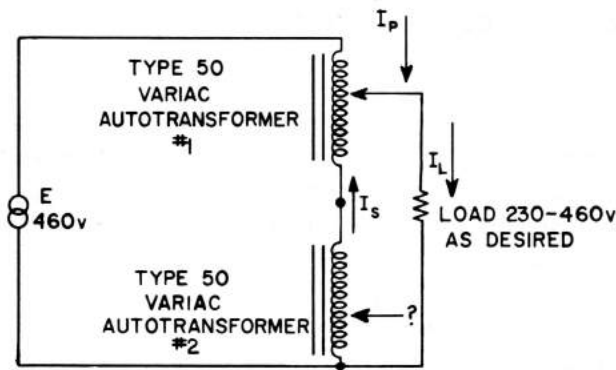 I_P
TYPE 50
VARIAC
AUTOTRANSFORMER
#1
I_L
E
460v
I_S
LOAD 230-460v
AS DESIRED
TYPE 50
VARIAC
AUTOTRANSFORMER
#2
?